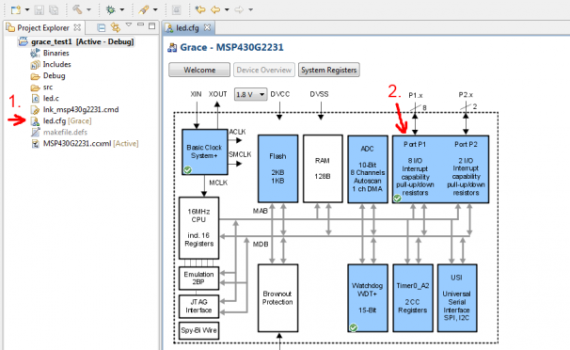 Project Explorer
grace_test1 [Active - Debug]
Binaries
Includes
Debug
src
led.c
lnk_msp430g2231.cmd
led.cfg [Grace]
makefile.defs
MSP430G2231.ccxml [Active]
1.
led.cfg
Grace - MSP430G2231
Welcome
Device Overview
System Registers
2.
XIN
XOUT
1.8 V
DVCC
DVSS
P1.x
P2.x
8
2
Basic Clock
System+
ACLK
SMCLK
MCLK
Flash
2KB
1KB
RAM
128B
ADC
10-Bit
8 Channels
Autoscan
1 ch DMA
Port P1
8 I/O
Interrupt
capability
pull-up/down
resistors
Port P2
2 I/O
Interrupt
capability
pull-up/down
resistors
16MHz
CPU
incl. 16
Registers
MAB
MDB
Emulation
2BP
JTAG
Interface
Spy-Bi Wire
Brownout
Protection
Watchdog
WDT+
15-Bit
Timer0_A2
2 CC
Registers
USI
Universal
Serial
Interface
SPI, I2C